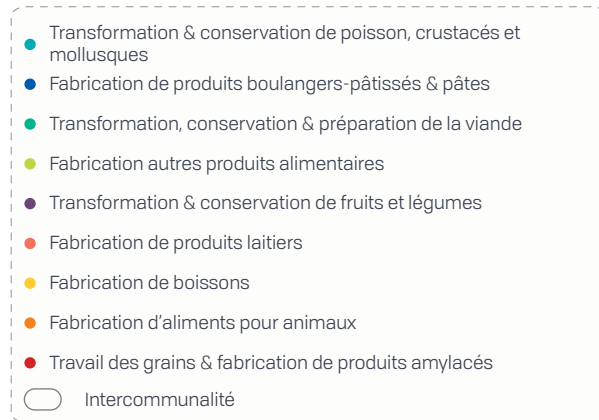 Transformation & conservation de poisson, crustacés et
mollusques
Fabrication de produits boulangers-pâtissés & pâtes
Transformation, conservation & préparation de la viande
Fabrication autres produits alimentaires
Transformation & conservation de fruits et légumes
Fabrication de produits laitiers
Fabrication de boissons
Fabrication d’aliments pour animaux
Travail des grains & fabrication de produits amylacés
Intercommunalité